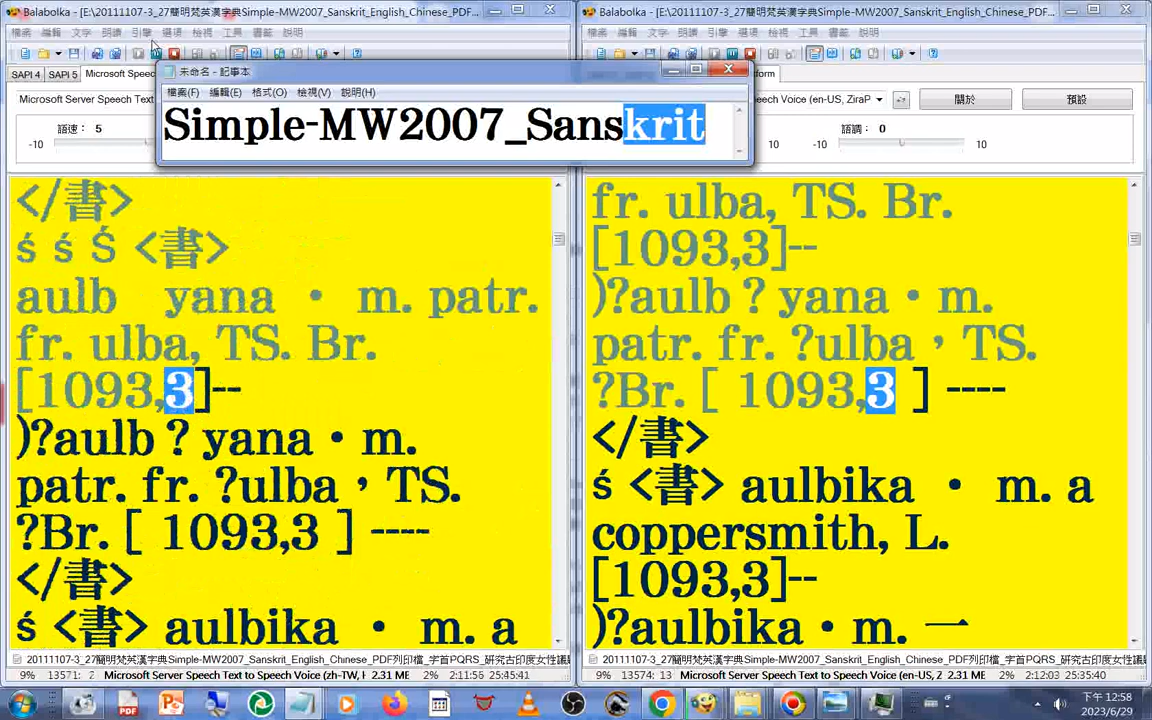 Balabolka - [E:\20111107-3_27簡明梵英漢字典Simple-MW2007_Sanskrit_English_Chinese_PDF...
Balabolka - [E:\20111107-3_27簡明梵英漢字典Simple-MW2007_Sanskrit_English_Chinese_PDF...
檔案 編輯 文字 朗讀 引擎 選項 檢視 工具 書籤 說明
檔案 編輯 文字 朗讀 引擎 選項 檢視 工具 書籤 說明
SAPI 4 SAPI 5 Microsoft Speec
未命名 - 記事本
檔案(F) 編輯(E) 格式(O) 檢視(V) 說明(H)
Simple-MW2007_Sanskrit
Microsoft Server Speech Text
語速： 5
-10
form
eech Voice (en-US, ZiraP
關於
預設
語調： 0
10 -10 10
</書>
ś ś Ś <書>
aulb yana • m. patr.
fr. ulba, TS. Br.
[1093,3]--
)?aulb ? yana • m.
patr. fr. ?ulba，TS.
?Br. [ 1093,3 ] ----
</書>
ś <書> aulbika • m. a
fr. ulba, TS. Br.
[1093,3]--
)?aulb ? yana • m.
patr. fr. ?ulba，TS.
?Br. [ 1093,3 ] ----
</書>
ś <書> aulbika • m. a
coppersmith, L.
[1093,3]--
)?aulbika • m. 一
20111107-3_27簡明梵英漢字典Simple-MW2007_Sanskrit_English_Chinese_PDF列印檔_字首PQRS_研究古印度女性議
20111107-3_27簡明梵英漢字典Simple-MW2007_Sanskrit_English_Chinese_PDF列印檔_字首PQRS_研究古印度女性議
9% 13571: 2 Microsoft Server Speech Text to Speech Voice (zh-TW, H 2.31 ME 2% 2:11:56 25:45:41
9% 13574: 1 Microsoft Server Speech Text to Speech Voice (en-US, Z 2.31 ME 2% 2:03:05 25:35:58
下午 12:58
2023/6/29